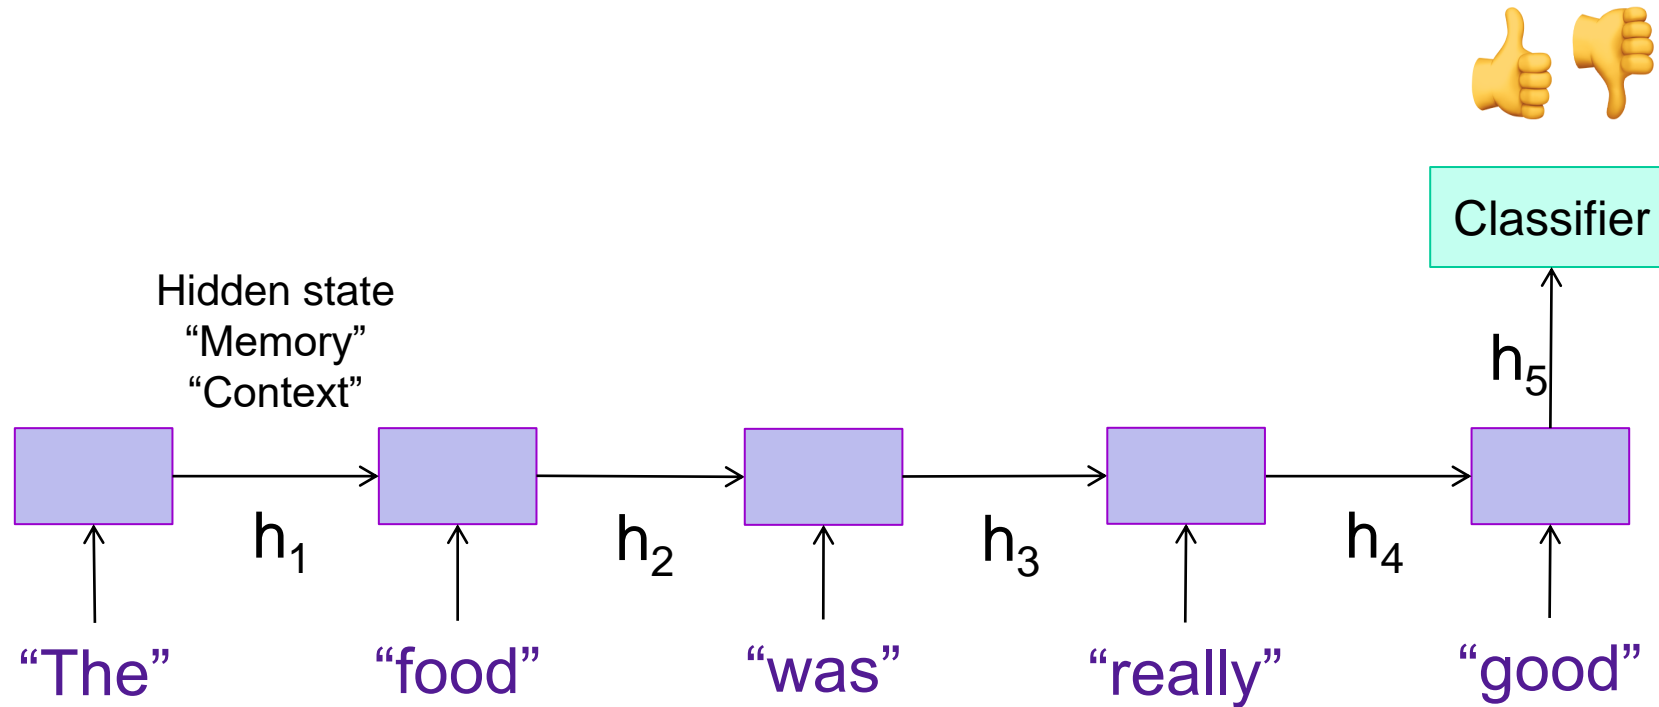 Classifier
Hidden state
“Memory”
“Context”
h₅
h₁
h₂
h₃
h₄
“The”
“food”
“was”
“really”
“good”